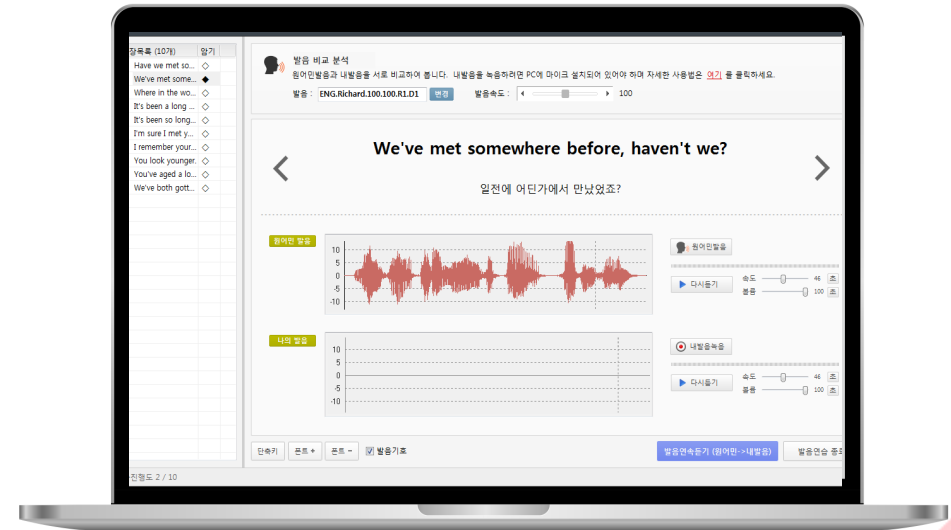 장목록 (10개) 암기
Have we met so...
We've met some...
Where in the wo...
It's been a long ...
It's been so long...
I'm sure I met y...
I remember your...
You look younger.
You've aged a lo...
We've both gott...
발음 비교 분석
원어민발음과 내발음을 서로 비교하여 봅니다. 내발음을 녹음하려면 PC에 마이크 설치되어 있어야 하며 자세한 사용법은 여기 를 클릭하세요.
발음 : ENG.Richard.100.100.R1.D1 변경 발음속도 : 100
We've met somewhere before, haven't we?
일전에 어딘가에서 만났었죠?
원어민 발음
10
5
0
-5
-10
원어민발음
다시듣기
속도 46 초
볼륨 100 초
나의 발음
10
5
0
-5
-10
내발음녹음
다시듣기
속도 46 초
볼륨 100 초
단축키 폰트 + 폰트 - 발음기호 발음연속듣기 (원어민->내발음) 발음연습 종료
진행도 2 / 10